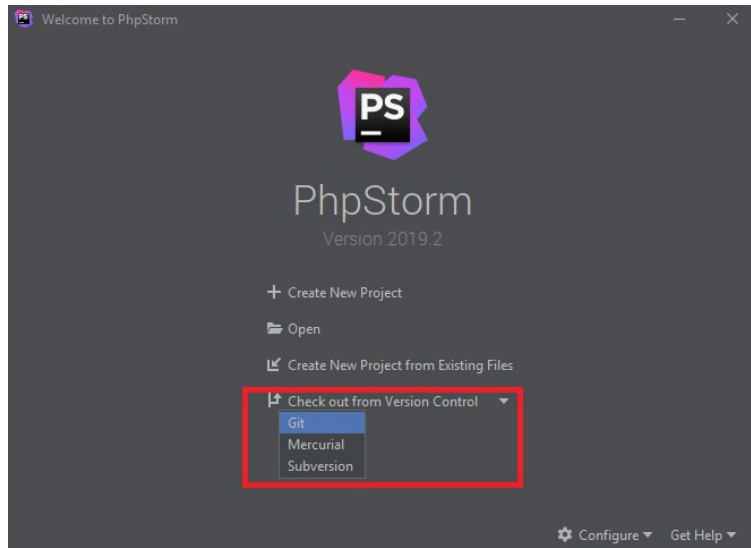 PS
Welcome to PhpStorm
PS
PhpStorm
Version 2019.2
Create New Project
Open
Create New Project from Existing Files
Check out from Version Control
Git
Mercurial
Subversion
Configure
Get Help